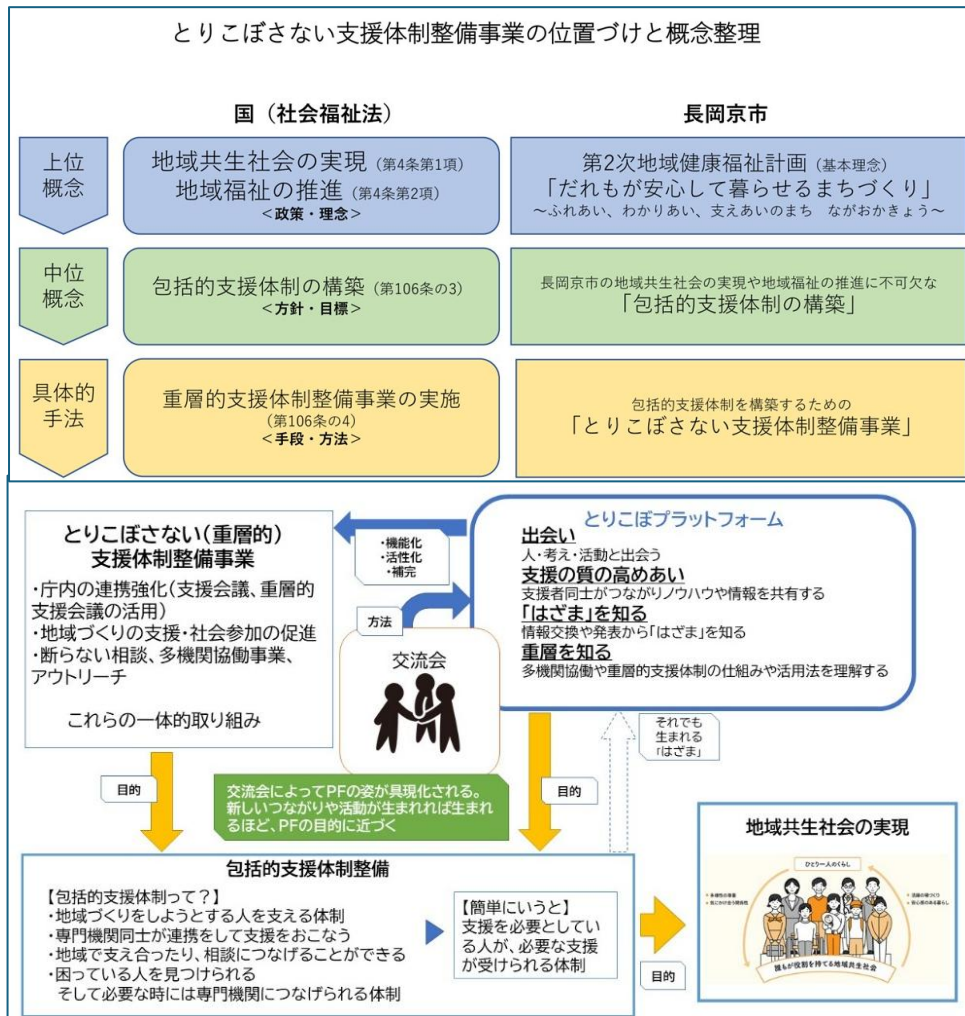 とりこぼさない支援体制整備事業の位置づけと概念整理
国（社会福祉法）
長岡京市
上位
概念
地域共生社会の実現（第4条第1項）
地域福祉の推進（第4条第2項）
＜政策・理念＞
第2次地域健康福祉計画（基本理念）
「だれもが安心して暮らせるまちづくり」
～ふれあい、わかりあい、支えあいのまち　ながおかきょう～
中位
概念
包括的支援体制の構築（第106条の3）
＜方針・目標＞
長岡京市の地域共生社会の実現や地域福祉の推進に不可欠な
「包括的支援体制の構築」
具体的
手法
重層的支援体制整備事業の実施
（第106条の4）
＜手段・方法＞
包括的支援体制を構築するための
「とりこぼさない支援体制整備事業」
とりこぼさない(重層的)
支援体制整備事業
・庁内の連携強化(支援会議、重層的
支援会議の活用)
・地域づくりの支援・社会参加の促進
・断らない相談、多機関協働事業、
アウトリーチ
これらの一体的取り組み
・機能化
・活性化
・補完
方法
交流会
とりこぼプラットフォーム
出会い
人・考え・活動と出会う
支援の質の高めあい
支援者同士がつながりノウハウや情報を共有する
「はざま」を知る
情報交換や発表から「はざま」を知る
重層を知る
多機関協働や重層的支援体制の仕組みや活用法を理解する
それでも
生まれる
「はざま」
目的
交流会によってPFの姿が具現化される。
新しいつながりや活動が生まれれば生まれ
るほど、PFの目的に近づく
目的
包括的支援体制整備
【包括的支援体制って？】
・地域づくりをしようとする人を支える体制
・専門機関同士が連携をして支援をおこなう
・地域で支え合ったり、相談につなげることができる
・困っている人を見つけられる
そして必要な時には専門機関につなげられる体制
【簡単にいうと】
支援を必要としてい
る人が、必要な支援
が受けられる体制
目的
地域共生社会の実現
ひとり一人のくらし
誰もが役割を持てる地域共生社会